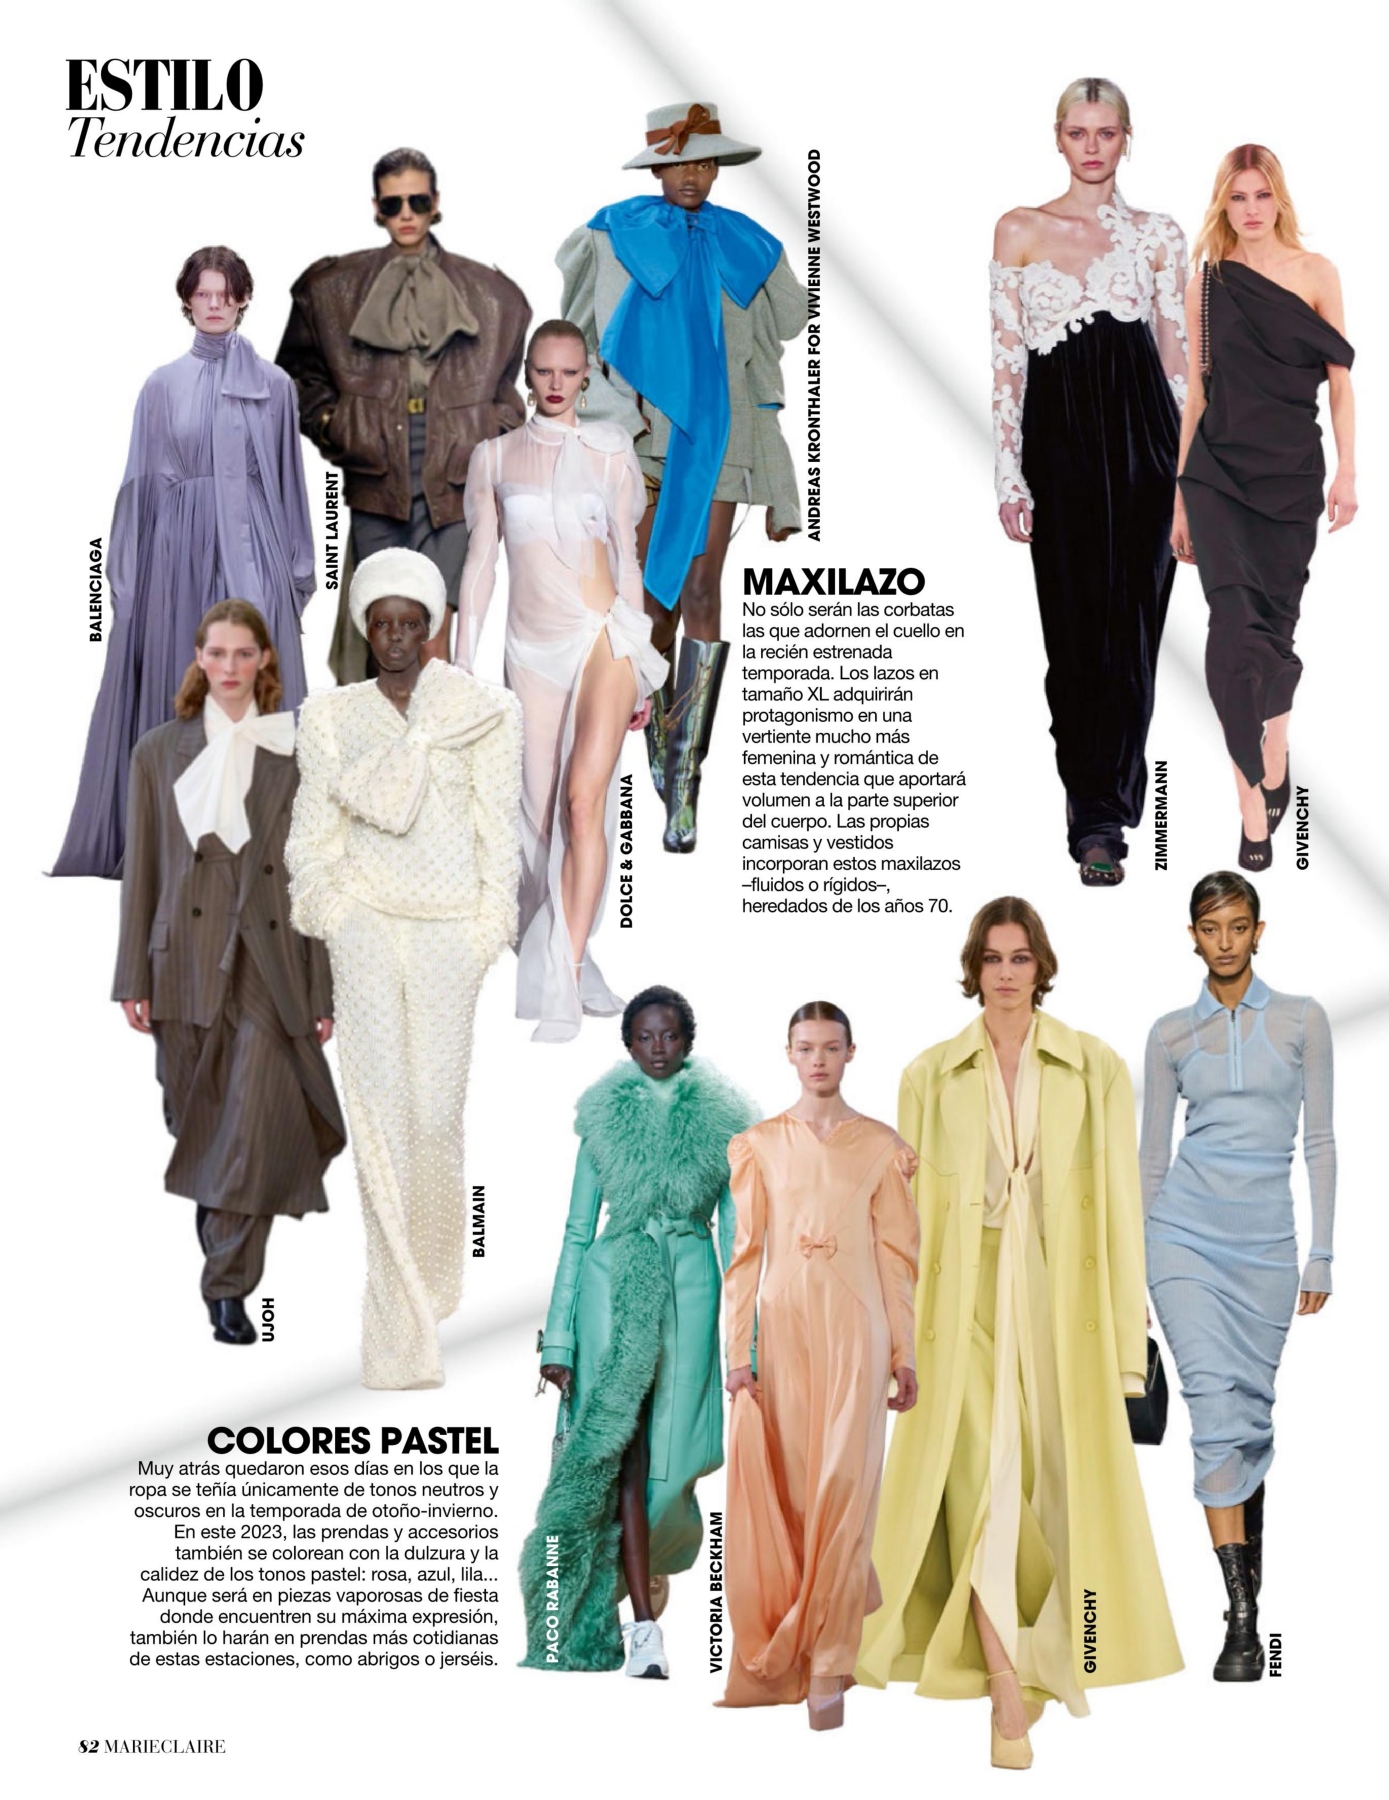 ESTILO
Tendencias
BALENCIAGA
SAINT LAURENT
ANDREAS KRONTHALER FOR VIVIENNE WESTWOOD
DOLCE & GABBANA
UJOH
BALMAIN
MAXILAZO
No sólo serán las corbatas
las que adornen el cuello en
la recién estrenada
temporada. Los lazos en
tamaño XL adquirirán
protagonismo en una
vertiente mucho más
femenina y romántica de
esta tendencia que aportará
volumen a la parte superior
del cuerpo. Las propias
camisas y vestidos
incorporan estos maxilazos
–fluidos o rígidos–,
heredados de los años 70.
ZIMMERMANN
GIVENCHY
COLORES PASTEL
Muy atrás quedaron esos días en los que la
ropa se teñía únicamente de tonos neutros y
oscuros en la temporada de otoño-invierno.
En este 2023, las prendas y accesorios
también se colorean con la dulzura y la
calidez de los tonos pastel: rosa, azul, lila...
Aunque será en piezas vaporosas de fiesta
donde encuentren su máxima expresión,
también lo harán en prendas más cotidianas
de estas estaciones, como abrigos o jerséis.
PACO RABANNE
VICTORIA BECKHAM
GIVENCHY
FENDI
82 MARIECLAIRE